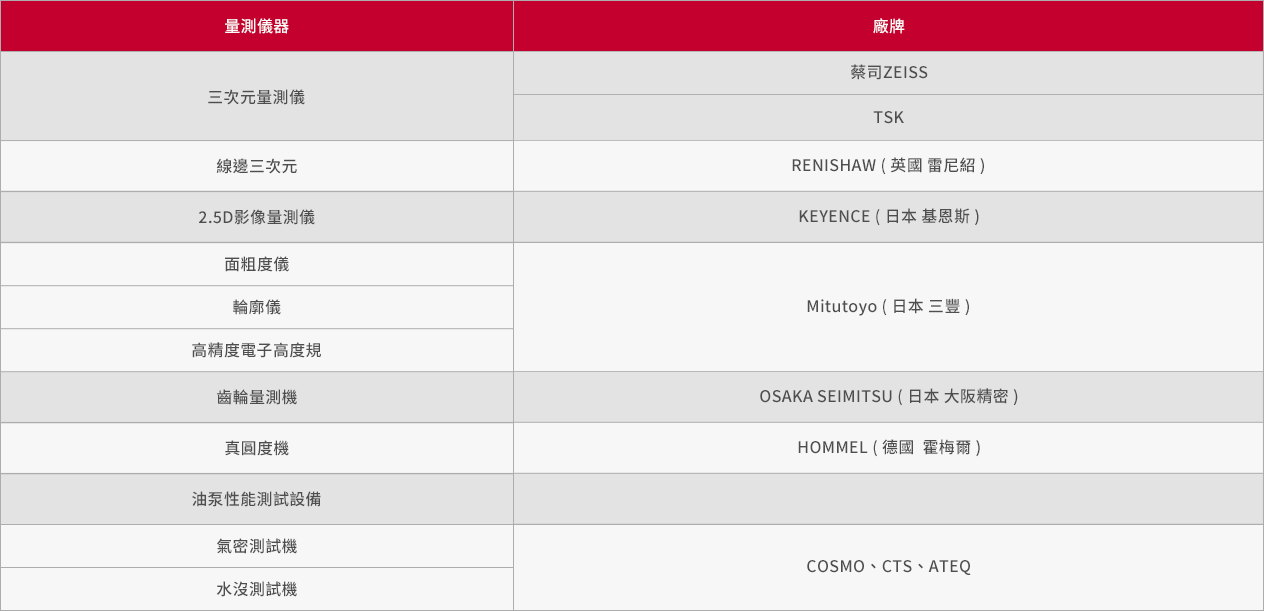 量測儀器 廠牌
三次元量測儀 蔡司ZEISS
TSK
線邊三次元 RENISHAW ( 英國 雷尼紹 )
2.5D影像量測儀 KEYENCE ( 日本 基恩斯 )
面粗度儀
輪廓儀 Mitutoyo ( 日本 三豐 )
高精度電子高度規
齒輪量測機 OSAKA SEIMITSU ( 日本 大阪精密 )
真圓度機 HOMMEL ( 德國 霍梅爾 )
油泵性能測試設備
氣密測試機 COSMO、CTS、ATEQ
水沒測試機